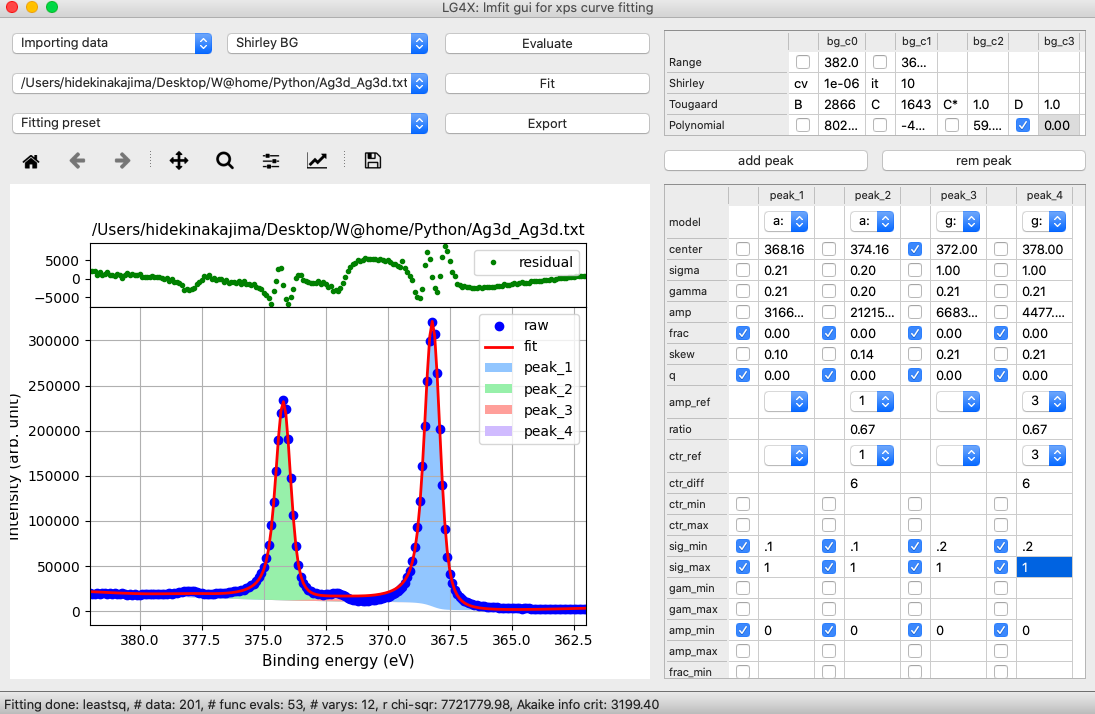 LG4X: lmfit gui for xps curve fitting
Importing data
Shirley BG
Evaluate
/Users/hidekinakajima/Desktop/W@home/Python/Ag3d_Ag3d.txt
Fit
Fitting preset
Export
bg_c0 bg_c1 bg_c2 bg_c3
Range 382.0 36...
Shirley cv 1e-06 it 10
Tougaard B 2866 C 1643 C* 1.0 D 1.0
Polynomial 802... -4... 59.... 0.00
add peak
rem peak
/Users/hidekinakajima/Desktop/W@home/Python/Ag3d_Ag3d.txt
5000
0
−5000
residual
Intensity (arb. unit)
300000
250000
200000
150000
100000
50000
0
raw
fit
peak_1
peak_2
peak_3
peak_4
380.0 377.5 375.0 372.5 370.0 367.5 365.0 362.5
Binding energy (eV)
peak_1 peak_2 peak_3 peak_4
model a: a: g: g:
center 368.16 374.16 372.00 378.00
sigma 0.21 0.20 1.00 1.00
gamma 0.21 0.20 0.21 0.21
amp 3166... 21215... 6683... 4477....
frac 0.00 0.00 0.00 0.00
skew 0.10 0.14 0.21 0.21
q 0.00 0.00 0.00 0.00
amp_ref 1 3
ratio 0.67 0.67
ctr_ref 1 3
ctr_diff 6 6
ctr_min
ctr_max
sig_min .1 .1 .2 .2
sig_max 1 1 1 1
gam_min
gam_max
amp_min 0 0 0 0
amp_max
frac_min
Fitting done: leastsq, # data: 201, # func evals: 53, # varys: 12, r chi-sqr: 7721779.98, Akaike info crit: 3199.40